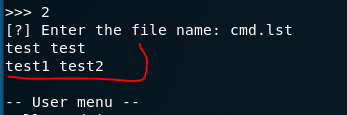 >>> 2
[?] Enter the file name: cmd.lst
test test
test1 test2
-- User menu --